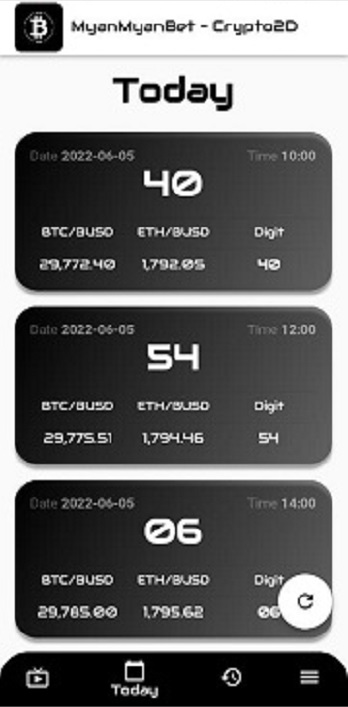 MyanMyanBet - Crypto2D
Today
Date 2022-06-05 Time 10:00
40
BTC/BUSD ETH/BUSD Digit
29,772.40 1,792.05 40
Date 2022-06-05 Time 12:00
54
BTC/BUSD ETH/BUSD Digit
29,775.51 1,794.46 54
Date 2022-06-05 Time 14:00
06
BTC/BUSD ETH/BUSD Digit
29,785.00 1,795.62 06
Today